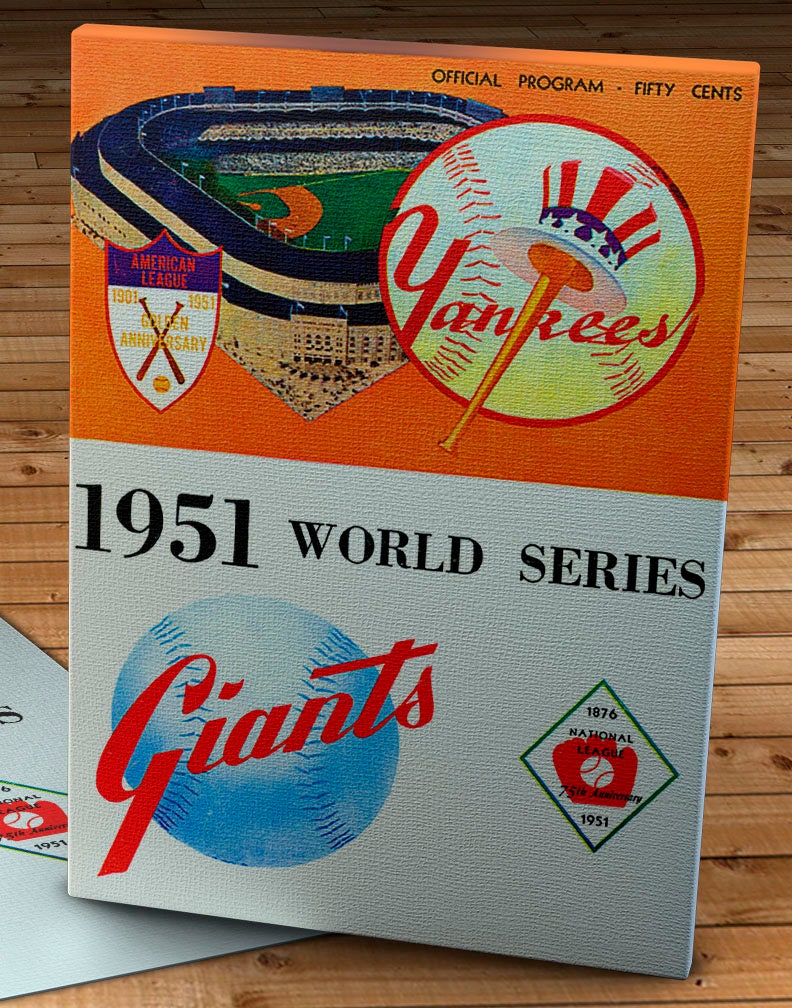 OFFICIAL PROGRAM - FIFTY CENTS
Yankees
AMERICAN
LEAGUE
1901 1951
GOLDEN
ANNIVERSARY
1951 WORLD SERIES
Giants
1876
NATIONAL
LEAGUE
75th Anniversary
1951